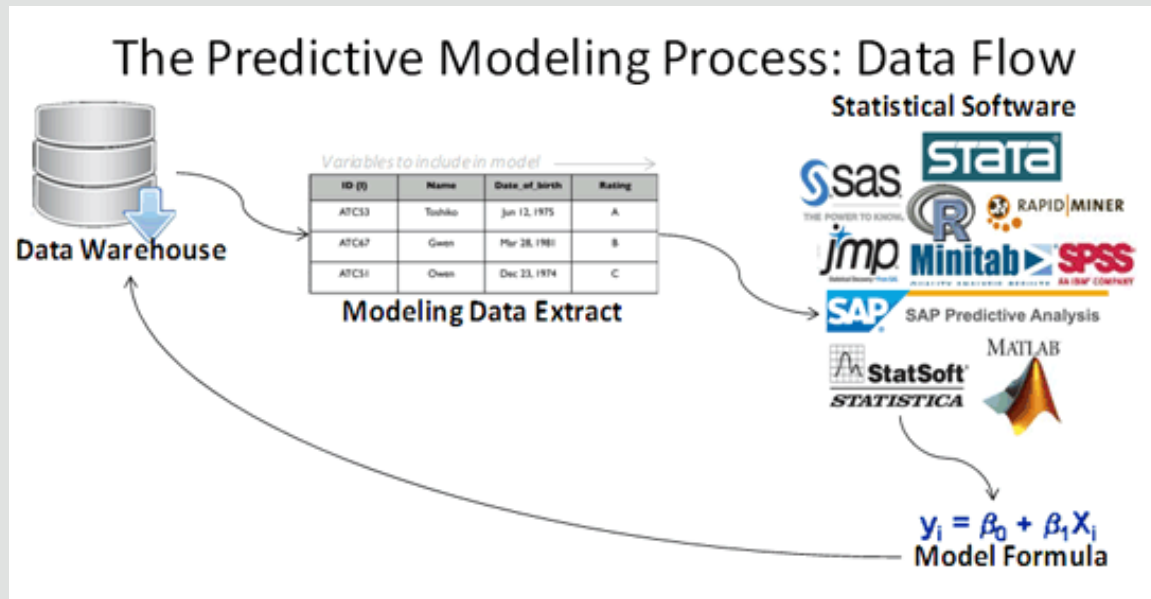 The Predictive Modeling Process: Data Flow
Statistical Software
Variables to include in model
ID (!) Name Date_of_birth Rating
ATC53 Toshiko Jun 12, 1975 A
ATC67 Gwen Mar 28, 1981 B
ATC51 Owen Dec 23, 1974 C
Data Warehouse
Modeling Data Extract
STATA
SSAS
THE POWER TO KNOW.
R
RAPID|MINER
jmp
Minitab
SPSS
AN IBM COMPANY
SAP SAP Predictive Analysis
StatSoft
STATISTICA
MATLAB
yᵢ = β₀ + β₁Xᵢ
Model Formula